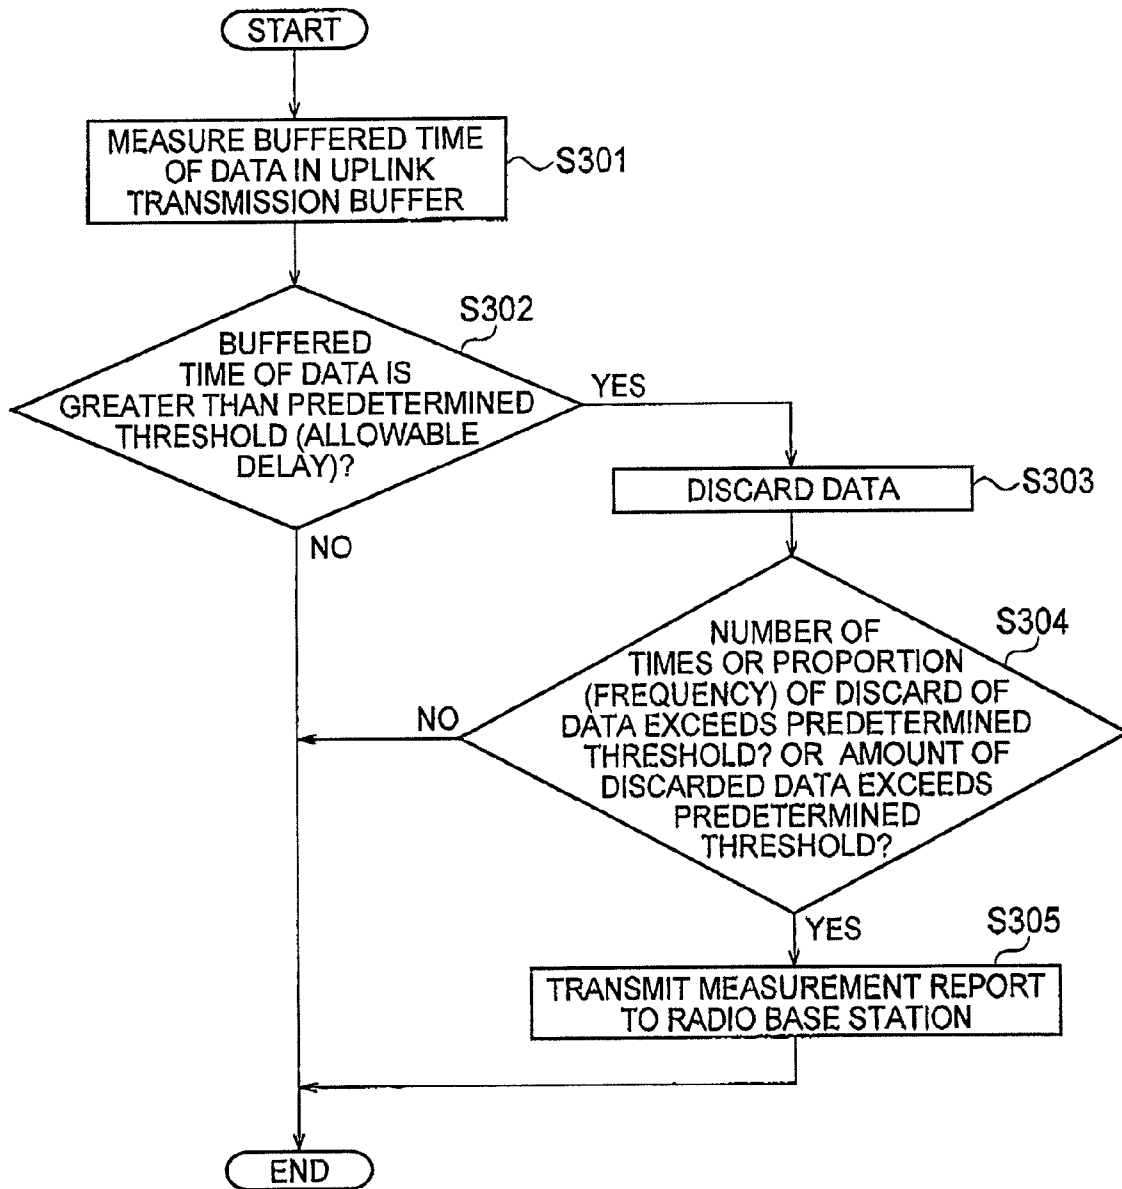 START
MEASURE BUFFERED TIME
OF DATA IN UPLINK
TRANSMISSION BUFFER
S301
S302
BUFFERED
TIME OF DATA IS
GREATER THAN PREDETERMINED
THRESHOLD (ALLOWABLE
DELAY)?
YES
NO
DISCARD DATA
S303
S304
NUMBER OF
TIMES OR PROPORTION
(FREQUENCY) OF DISCARD OF
DATA EXCEEDS PREDETERMINED
THRESHOLD? OR AMOUNT OF
DISCARDED DATA EXCEEDS
PREDETERMINED
THRESHOLD?
NO
YES
S305
TRANSMIT MEASUREMENT REPORT
TO RADIO BASE STATION
END